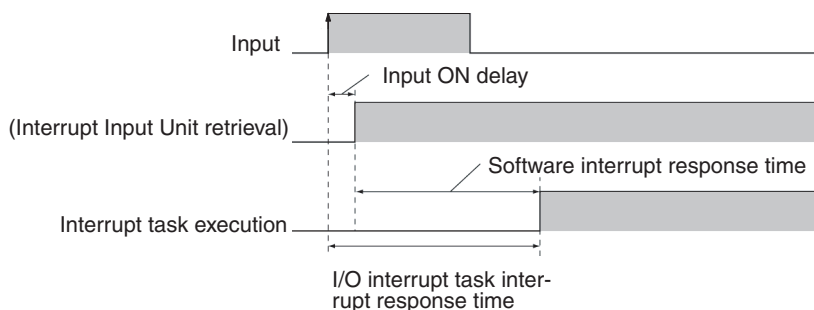 Input
Input ON delay
(Interrupt Input Unit retrieval)
Software interrupt response time
Interrupt task execution
I/O interrupt task inter-
rupt response time